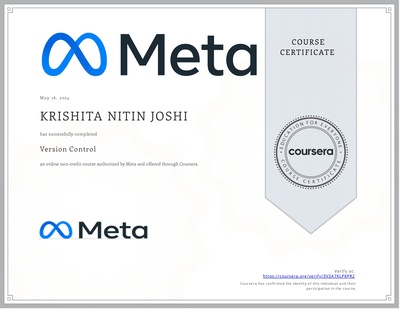 Meta
COURSE
CERTIFICATE
May 16, 2024
KRISHITA NITIN JOSHI
has successfully completed
Version Control
an online non-credit course authorized by Meta and offered through Coursera
EDUCATION FOR EVERYONE
coursera
COURSE CERTIFICATE
Meta
Verify at:
Coursera has confirmed the identity of this individual and their
participation in the course.